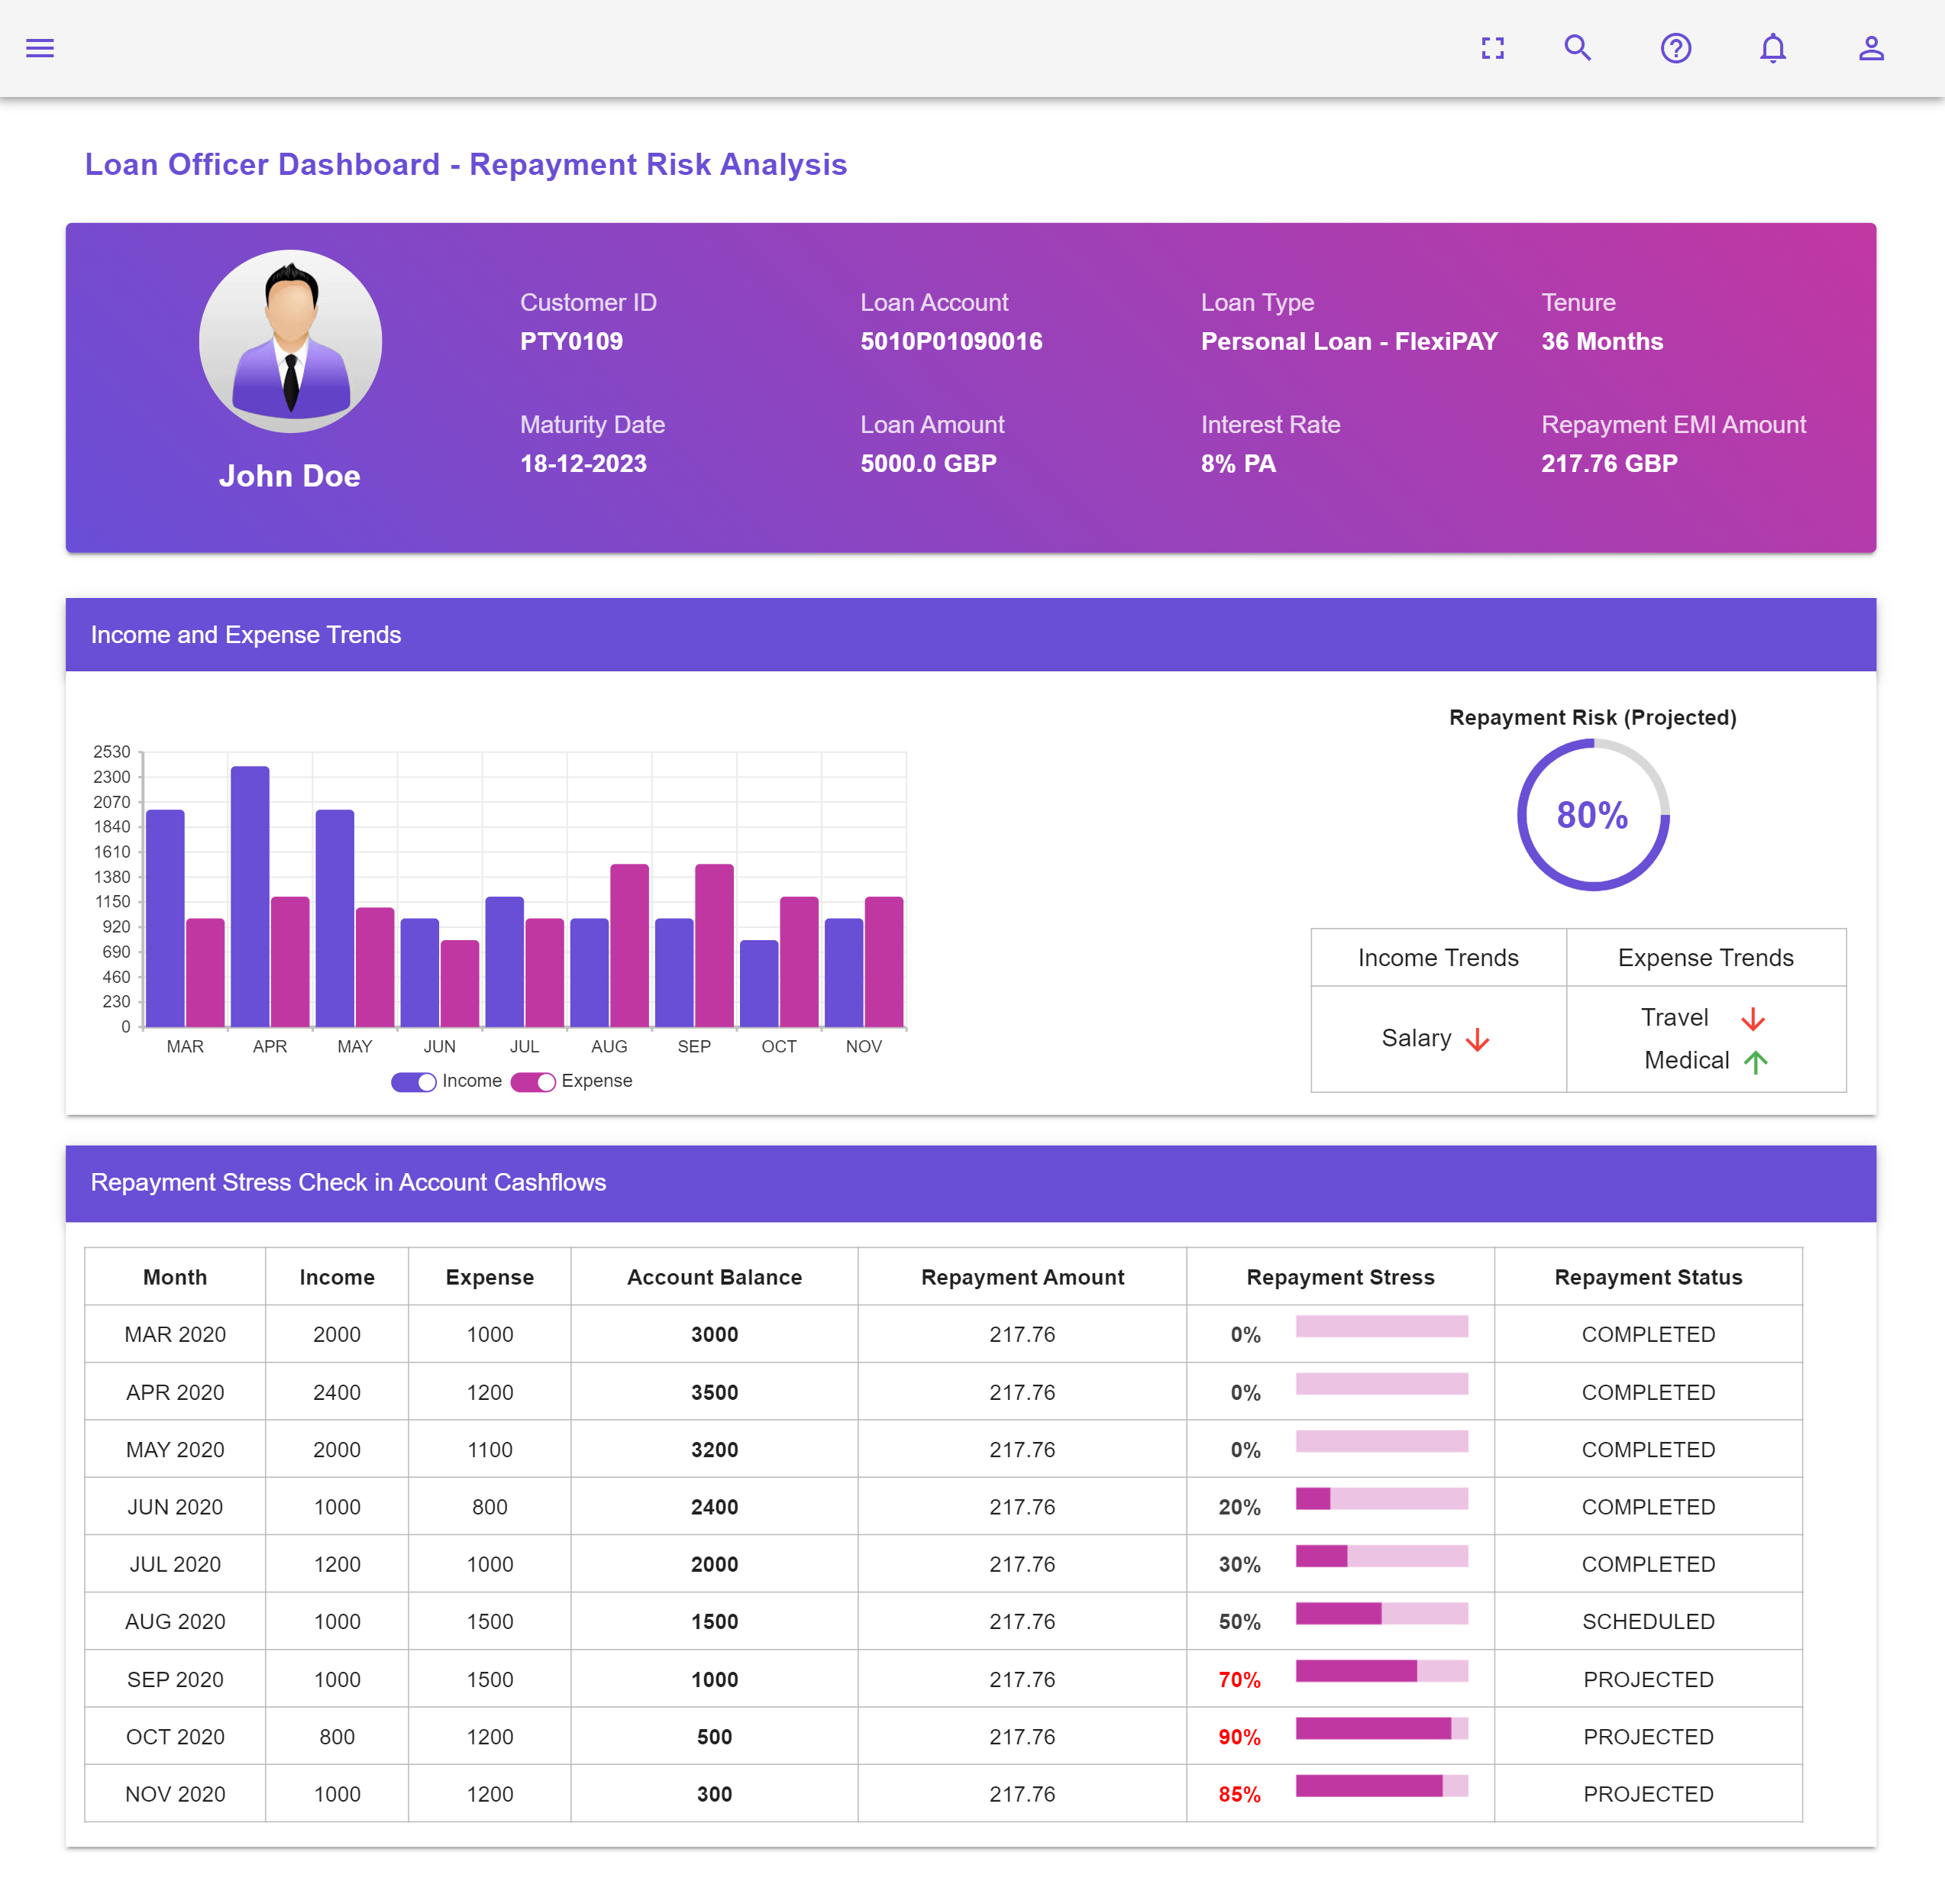 Loan Officer Dashboard - Repayment Risk Analysis
Customer ID Loan Account Loan Type Tenure
PTY0109 5010P01090016 Personal Loan - FlexiPAY 36 Months
Maturity Date Loan Amount Interest Rate Repayment EMI Amount
18-12-2023 5000.0 GBP 8% PA 217.76 GBP
John Doe
Income and Expense Trends
2530
2300
2070
1840
1610
1380
1150
920
690
460
230
0
MAR APR MAY JUN JUL AUG SEP OCT NOV
Income Expense
Repayment Risk (Projected)
80%
Income Trends Expense Trends
Salary
Travel
Medical
Repayment Stress Check in Account Cashflows
Month Income Expense Account Balance Repayment Amount Repayment Stress Repayment Status
MAR 2020 2000 1000 3000 217.76 0% COMPLETED
APR 2020 2400 1200 3500 217.76 0% COMPLETED
MAY 2020 2000 1100 3200 217.76 0% COMPLETED
JUN 2020 1000 800 2400 217.76 20% COMPLETED
JUL 2020 1200 1000 2000 217.76 30% COMPLETED
AUG 2020 1000 1500 1500 217.76 50% SCHEDULED
SEP 2020 1000 1500 1000 217.76 70% PROJECTED
OCT 2020 800 1200 500 217.76 90% PROJECTED
NOV 2020 1000 1200 300 217.76 85% PROJECTED